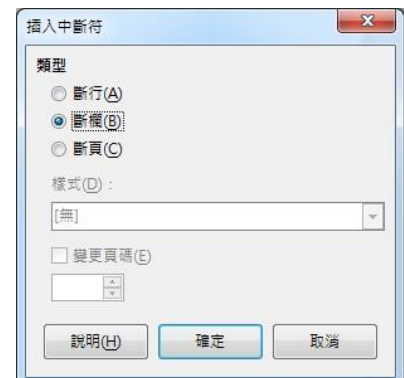 插入中斷符
類型
斷行(A)
斷欄(B)
斷頁(C)
樣式(D)：
[無]
變更頁碼(E)
說明(H) 確定 取消